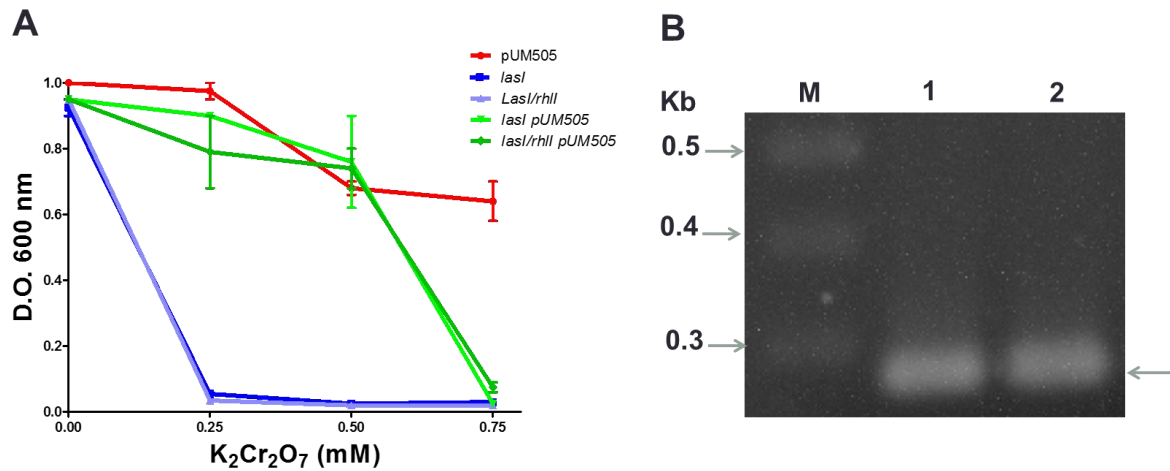 A
pUM505
lasI
LasI/rhlI
lasI pUM505
lasI/rhlI pUM505
1.0
0.8
0.6
0.4
0.2
0.0
D.O. 600 nm
0.00 0.25 0.50 0.75
K₂Cr₂O₇ (mM)
B
Kb M 1 2
0.5
0.4
0.3